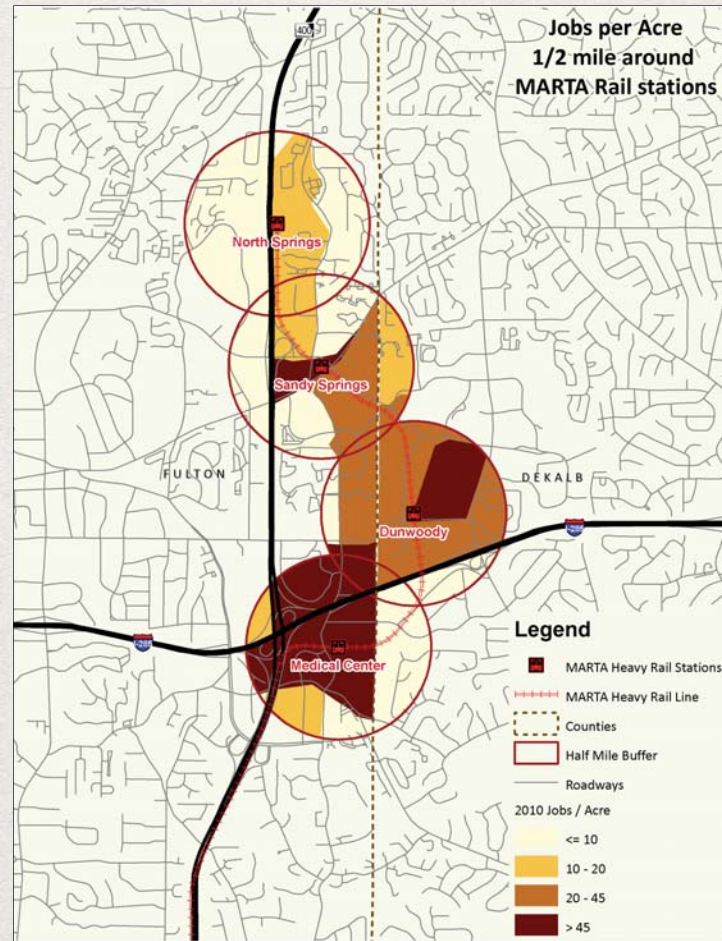 Jobs per Acre
1/2 mile around
MARTA Rail stations
400
North Springs
Sandy Springs
FULTON
DEKALB
Dunwoody
I-285
I-285
Medical Center
Legend
MARTA Heavy Rail Stations
MARTA Heavy Rail Line
Counties
Half Mile Buffer
Roadways
2010 Jobs / Acre
<= 10
10 - 20
20 - 45
> 45